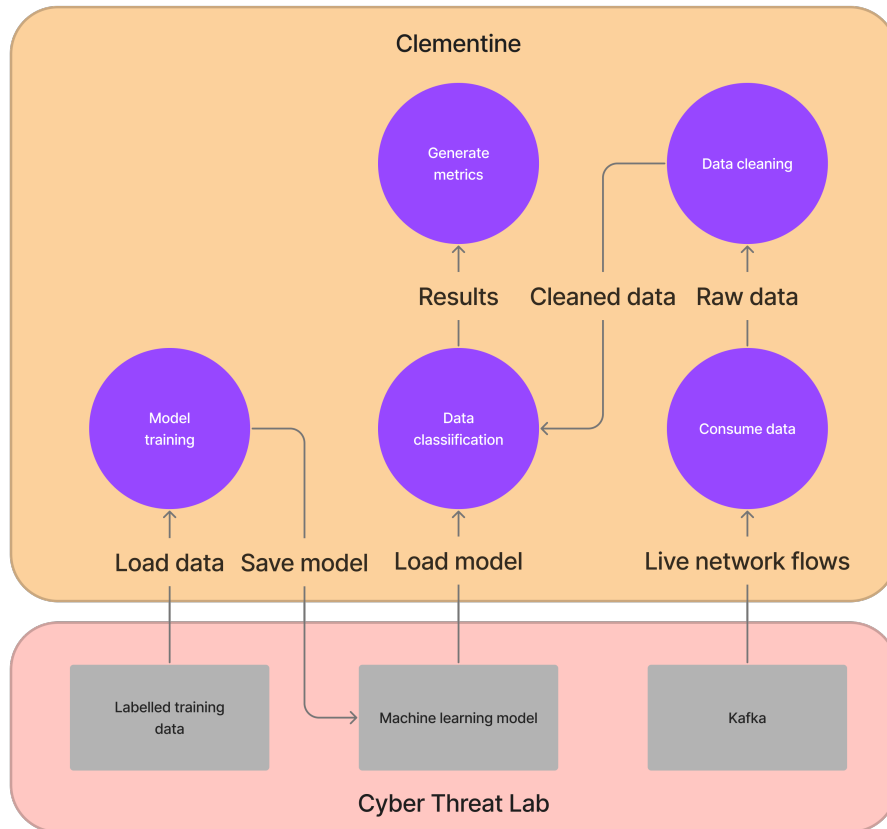 Clementine
Generate
metrics
Data cleaning
Results
Cleaned data
Raw data
Model
training
Data
classiification
Consume data
Load data
Save model
Load model
Live network flows
Labelled training
data
Machine learning model
Kafka
Cyber Threat Lab